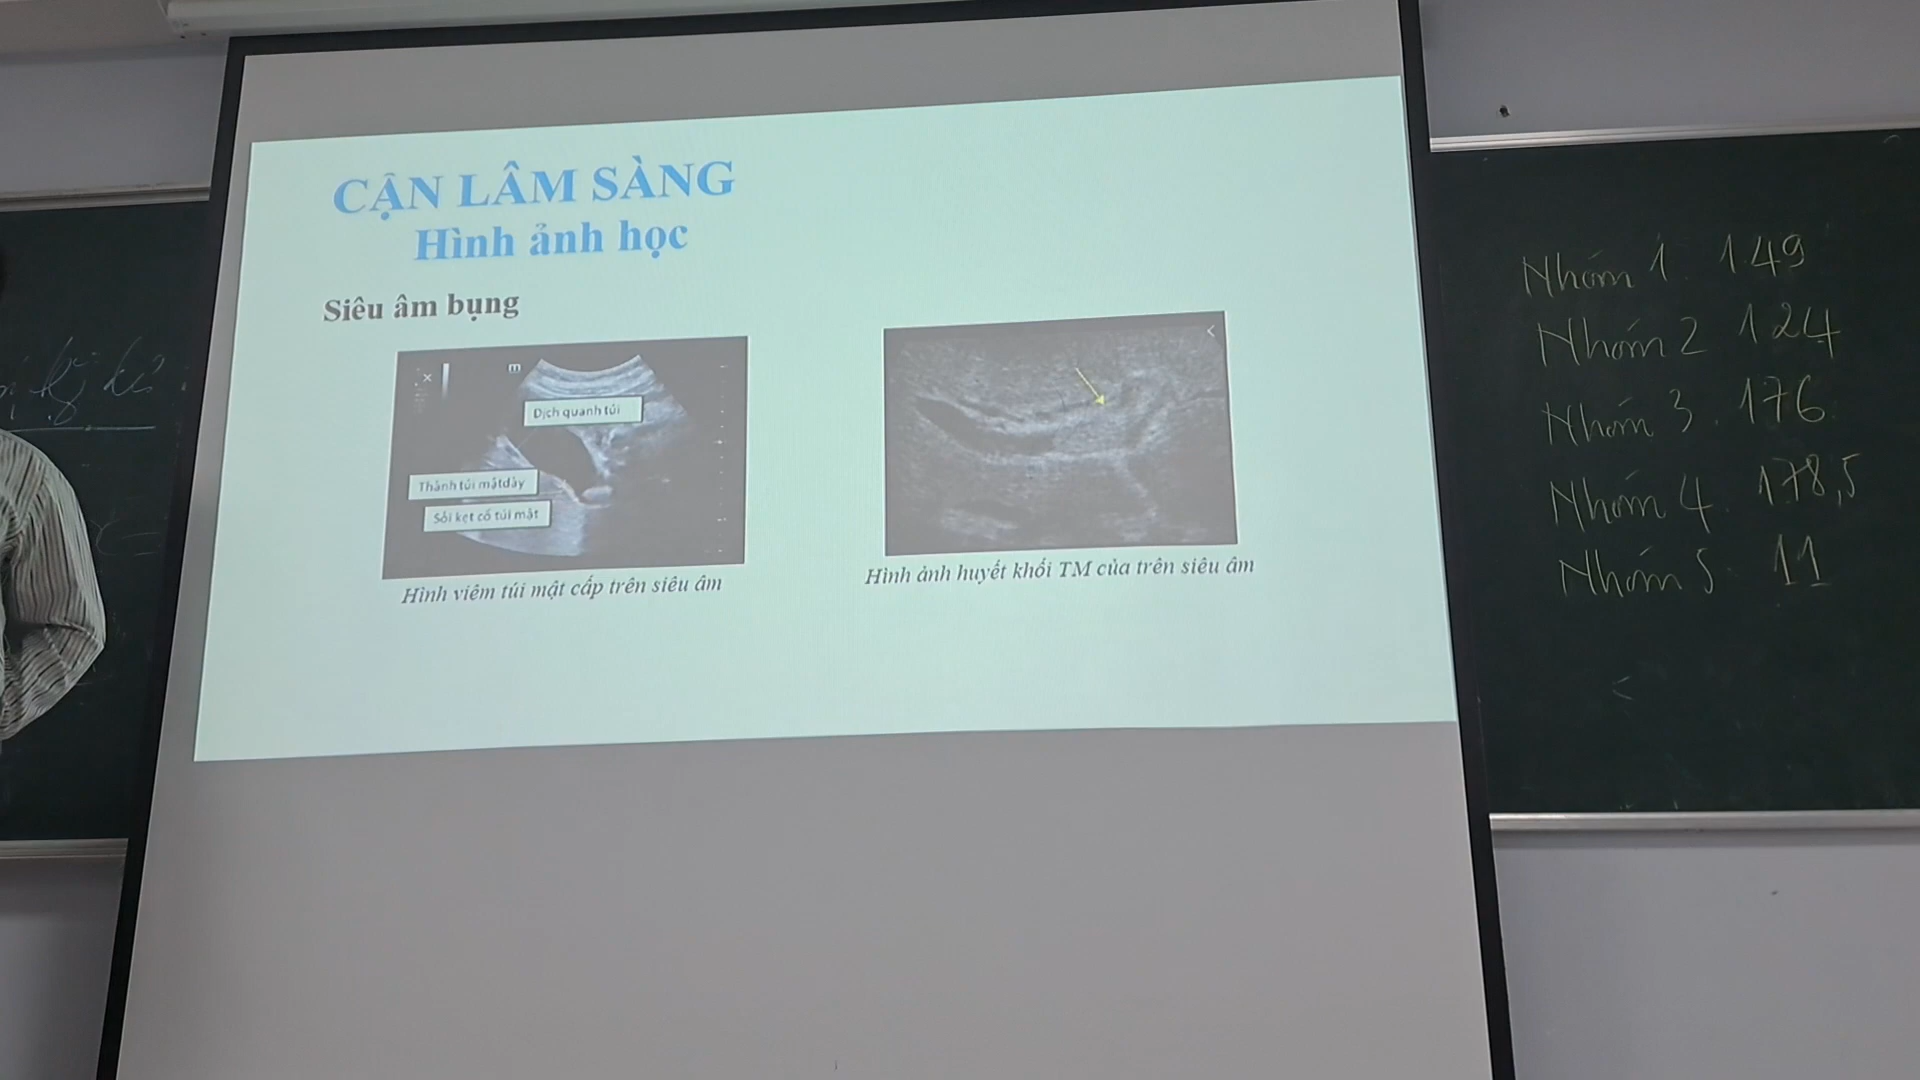 CẬN LÂM SÀNG
Hình ảnh học
Siêu âm bụng
Dịch quanh túi
Thành túi mật dày
Sỏi kẹt cổ túi mật
Hình viêm túi mật cấp trên siêu âm
Hình ảnh huyết khối TM cửa trên siêu âm
Nhóm 1 149
Nhóm 2 124
Nhóm 3 176
Nhóm 4 178,5
Nhóm 5 11